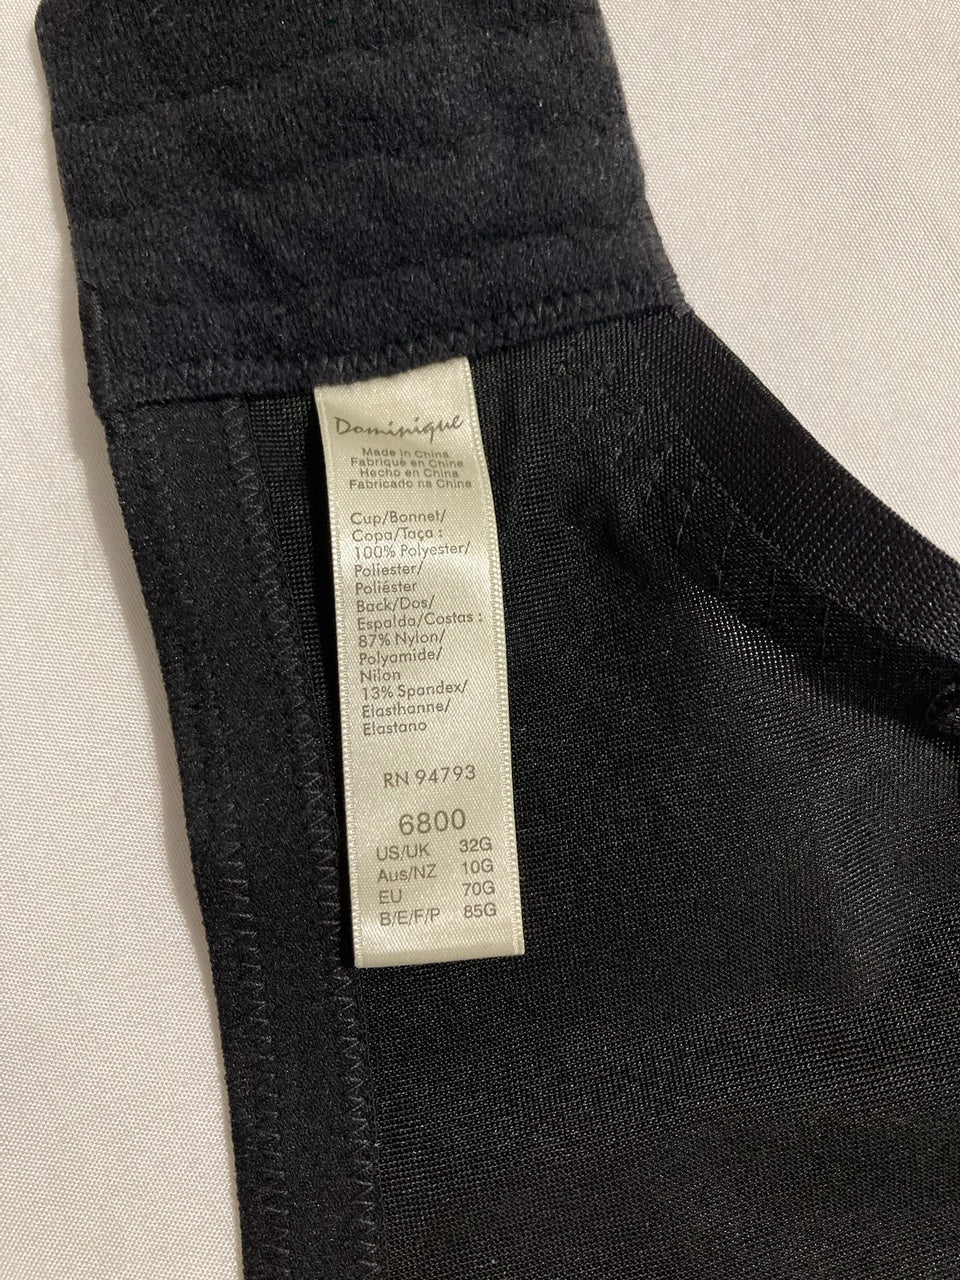 Dominique
Made in China
Fabriqué en Chine
Hecho en China
Fabricado na China
Cup/Bonnet/
Copa/Taça :
100% Polyester/
Poliester/
Poliéster
Back/Dos/
Espalda/Costas :
87% Nylon/
Polyamide/
Nilon
13% Spandex/
Elasthanne/
Elastano
RN 94793
6800
US/UK 32G
Aus/NZ 10G
EU 70G
B/E/F/P 85G